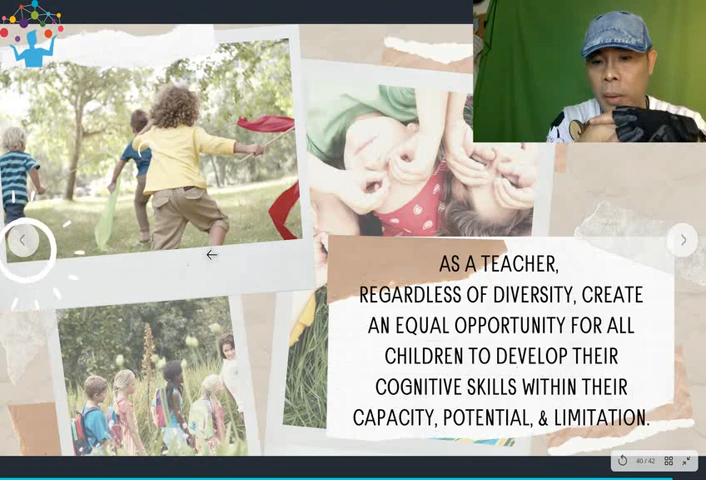 AS A TEACHER,
REGARDLESS OF DIVERSITY, CREATE
AN EQUAL OPPORTUNITY FOR ALL
CHILDREN TO DEVELOP THEIR
COGNITIVE SKILLS WITHIN THEIR
CAPACITY, POTENTIAL, & LIMITATION.
40 / 42